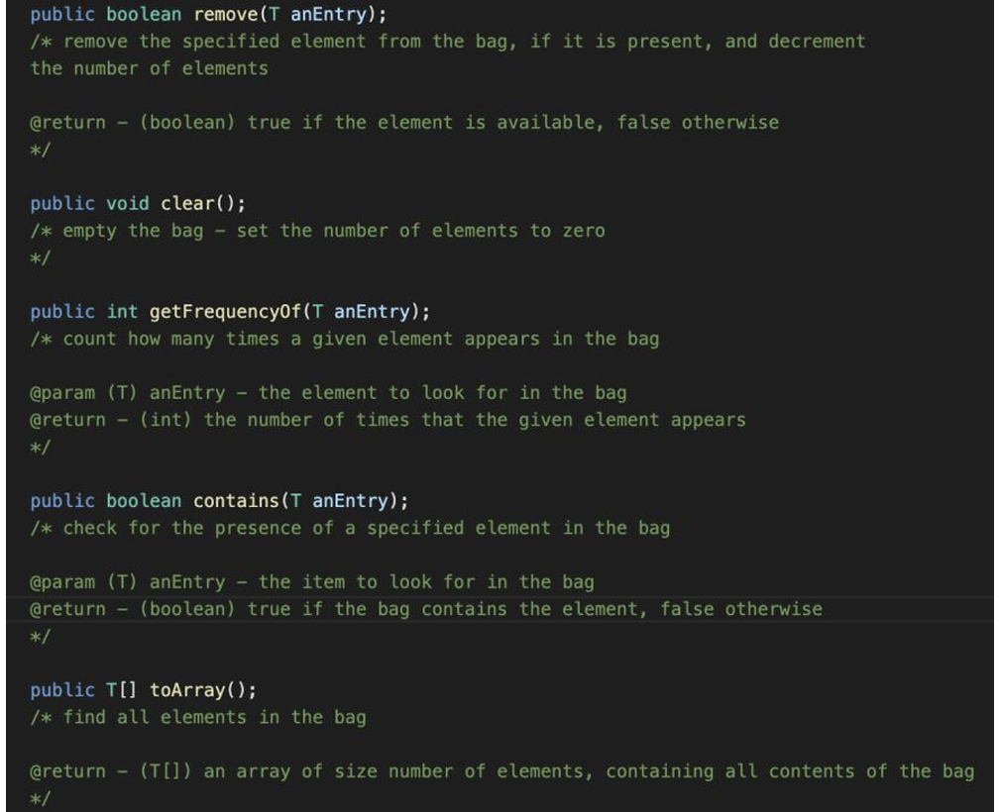 public boolean remove(T anEntry);
/* remove the specified element from the bag, if it is present, and decrement
the number of elements
@return – (boolean) true if the element is available, false otherwise
*/
public void clear();
/* empty the bag – set the number of elements to zero
*/
public int getFrequencyOf(T anEntry);
/* count how many times a given element appears in the bag
@param (T) anEntry – the element to look for in the bag
@return – (int) the number of times that the given element appears
*/
public boolean contains(T anEntry);
/* check for the presence of a specified element in the bag
@param (T) anEntry – the item to look for in the bag
@return – (boolean) true if the bag contains the element, false otherwise
*/
public T[] toArray();
/* find all elements in the bag
@return – (T[]) an array of size number of elements, containing all contents of the bag
*/